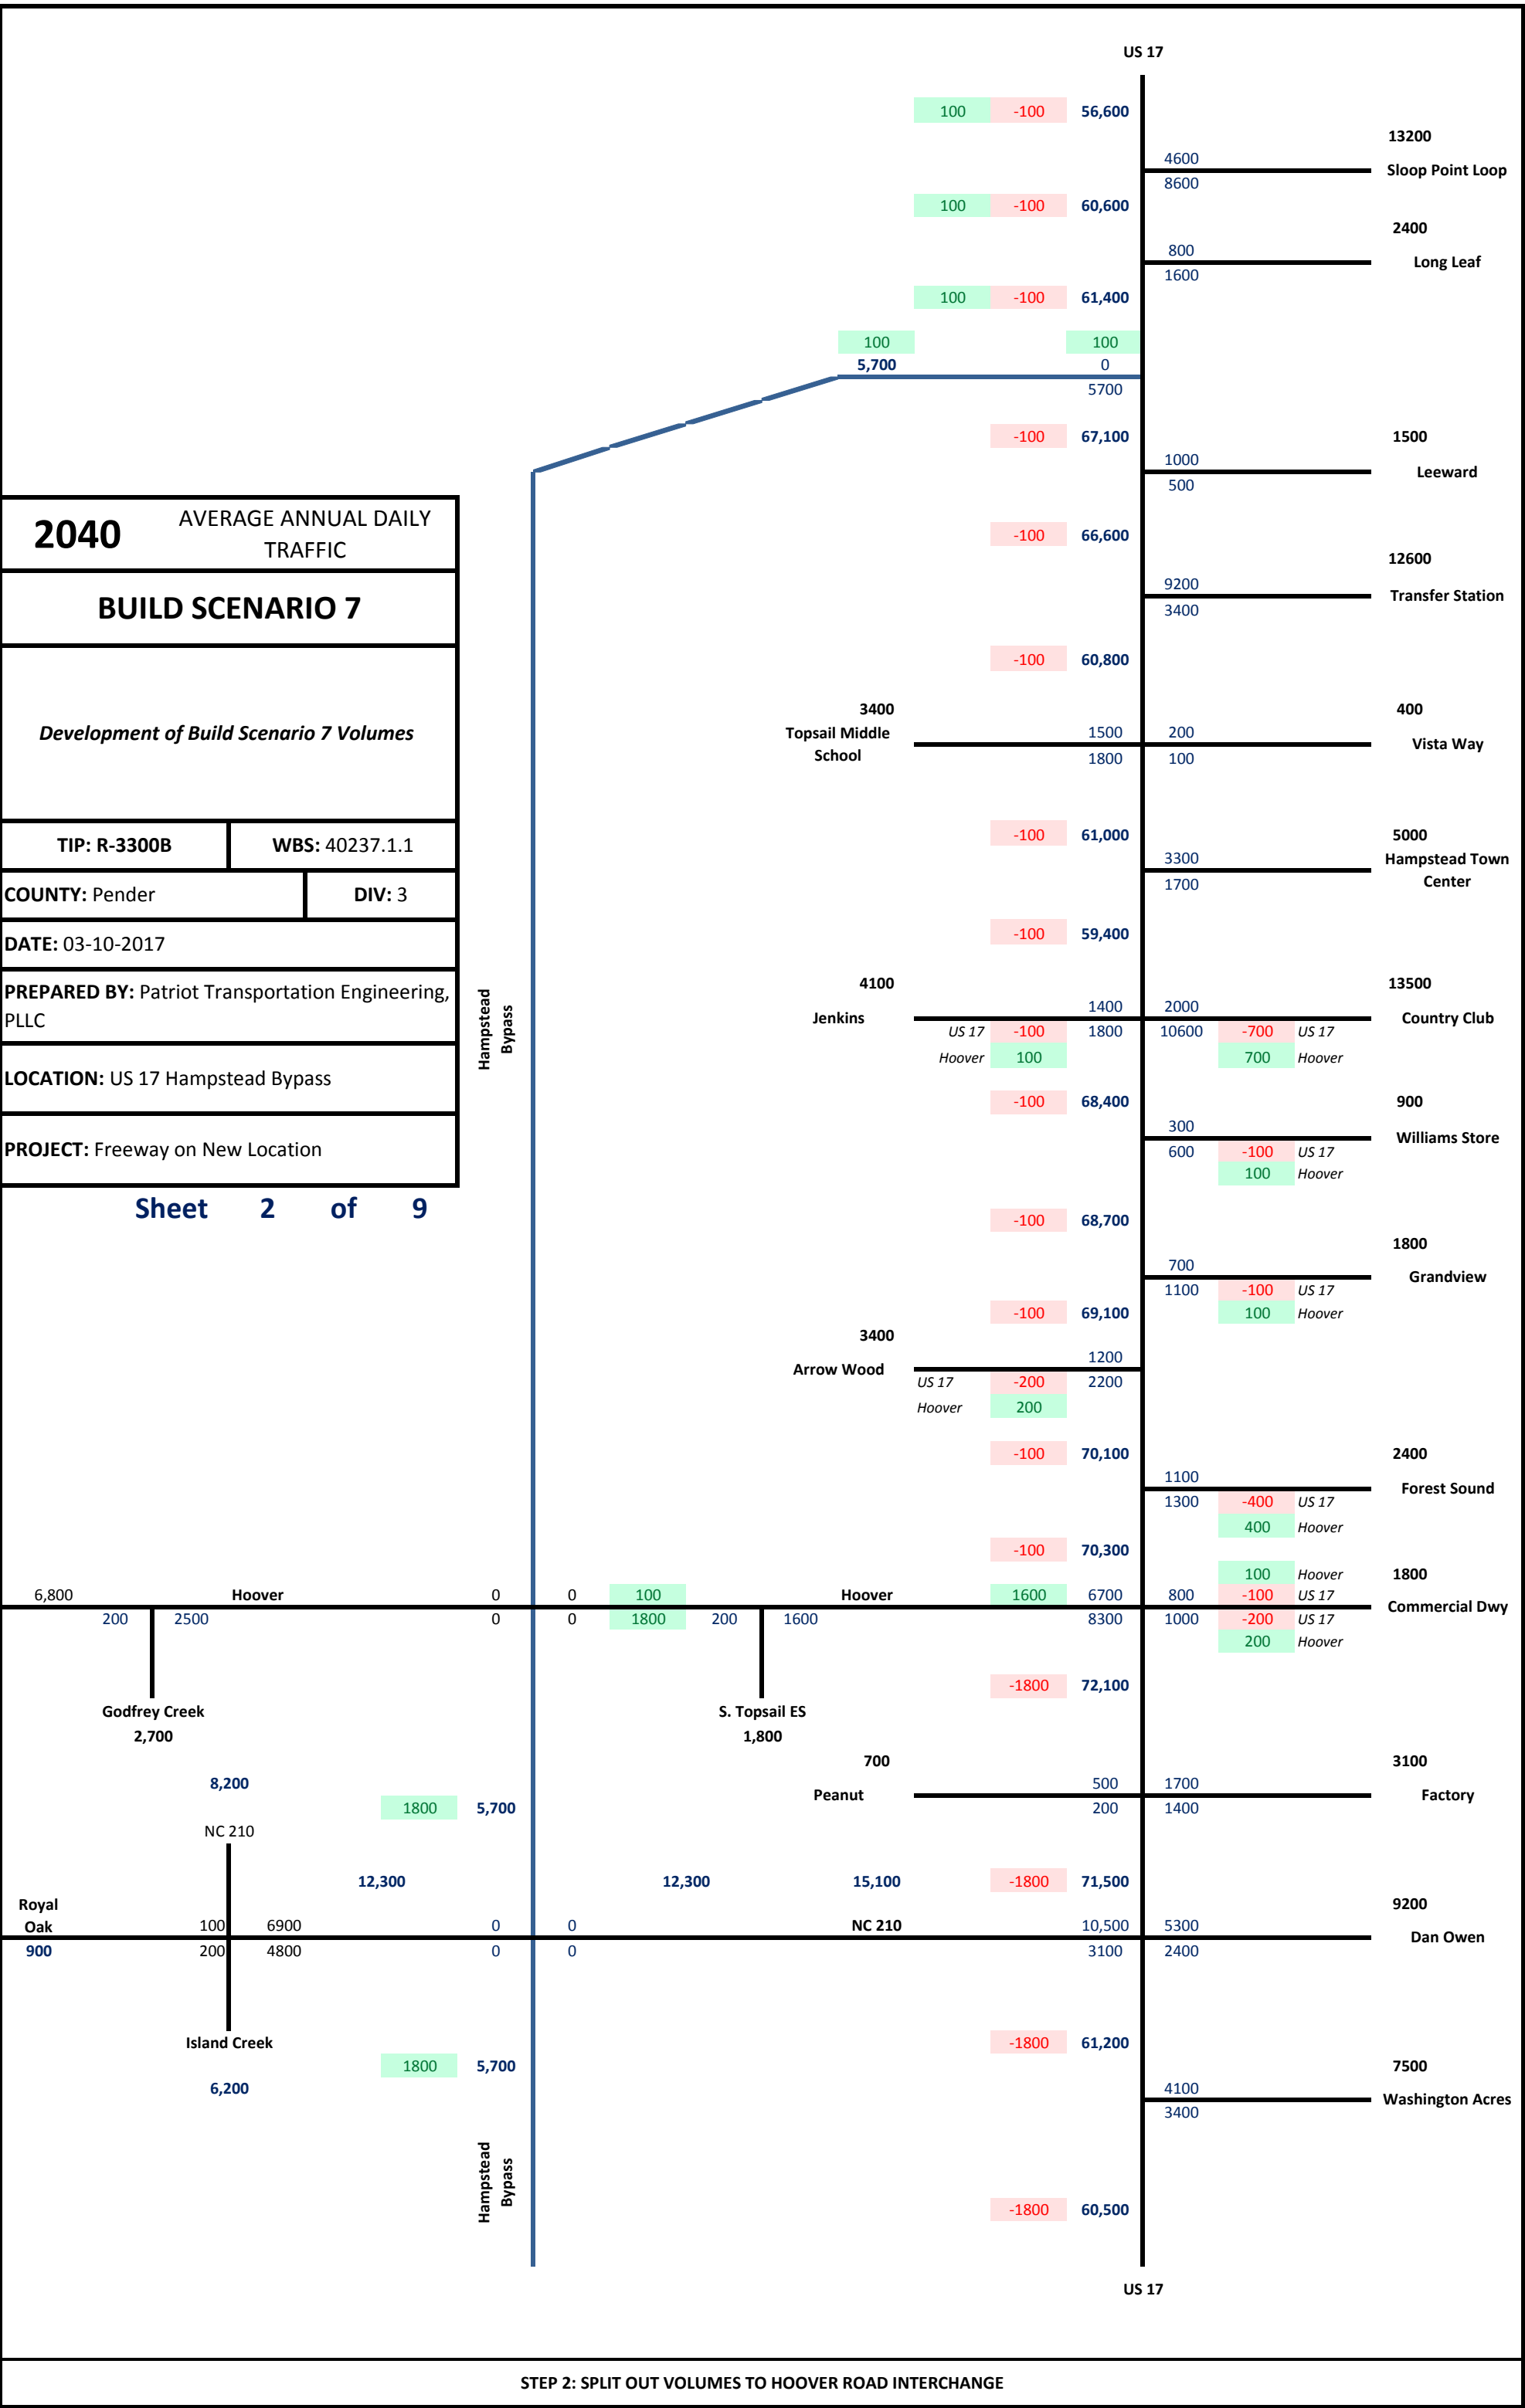 US 17
100 -100 56,600
13200
4600
Sloop Point Loop
8600
100 -100 60,600
2400
800
Long Leaf
1600
100 -100 61,400
100 100
5,700 0
5700
-100 67,100
1500
1000
Leeward
500
2040 AVERAGE ANNUAL DAILY
TRAFFIC
-100 66,600
12600
9200
Transfer Station
3400
BUILD SCENARIO 7
-100 60,800
Development of Build Scenario 7 Volumes
3400 400
Topsail Middle 1500 200
School 1800 100 Vista Way
TIP: R-3300B WBS: 40237.1.1
-100 61,000
5000
3300 Hampstead Town
1700 Center
COUNTY: Pender DIV: 3
DATE: 03-10-2017
-100 59,400
PREPARED BY: Patriot Transportation Engineering,
PLLC
Hampstead
Bypass
4100 13500
1400 2000
Jenkins Country Club
US 17 -100 1800 10600 -700 US 17
Hoover 100 700 Hoover
LOCATION: US 17 Hampstead Bypass
-100 68,400
900
300
Williams Store
600 -100 US 17
100 Hoover
PROJECT: Freeway on New Location
Sheet 2 of 9
-100 68,700
1800
700
Grandview
1100 -100 US 17
100 Hoover
-100 69,100
3400
1200
Arrow Wood
US 17 -200 2200
Hoover 200
-100 70,100
2400
1100
Forest Sound
1300 -400 US 17
400 Hoover
-100 70,300
100 Hoover 1800
6,800 Hoover 0 0 100 Hoover 1600 6700 800 -100 US 17
Commercial Dwy
200 2500 0 0 1800 200 1600 8300 1000 -200 US 17
200 Hoover
-1800 72,100
Godfrey Creek S. Topsail ES
2,700 1,800
700 3100
8,200
500 1700
Peanut Factory
1800 5,700
200 1400
NC 210
12,300 12,300 15,100 -1800 71,500
Royal
Oak
9200
100 6900 0 0 NC 210 10,500 5300
Dan Owen
900 200 4800 0 0 3100 2400
Island Creek
-1800 61,200
1800 5,700
7500
6,200
4100
Washington Acres
3400
Hampstead
Bypass
-1800 60,500
US 17
STEP 2: SPLIT OUT VOLUMES TO HOOVER ROAD INTERCHANGE